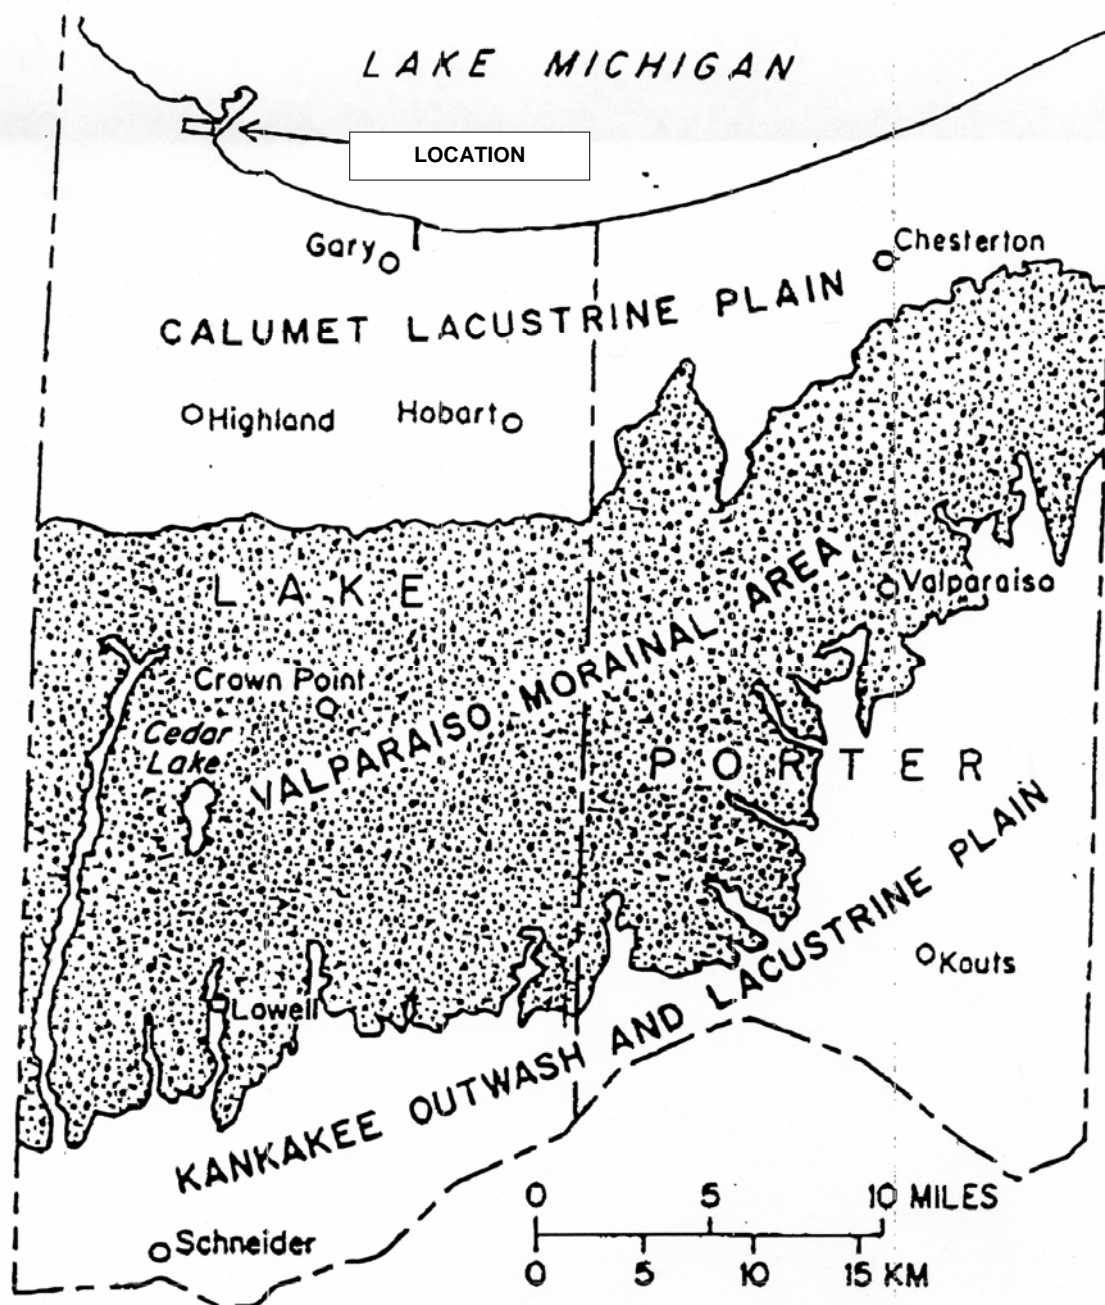 LAKE MICHIGAN
LOCATION
Gary
Chesterton
CALUMET LACUSTRINE PLAIN
Highland
Hobart
LAKE
Valparaiso
Crown Point
VALPARAISO MORAINAL AREA
Cedar
Lake
PORTER
Kouts
Lowell
KANKAKEE OUTWASH AND LACUSTRINE PLAIN
0 5 10 MILES
Schneider
0 5 10 15 KM